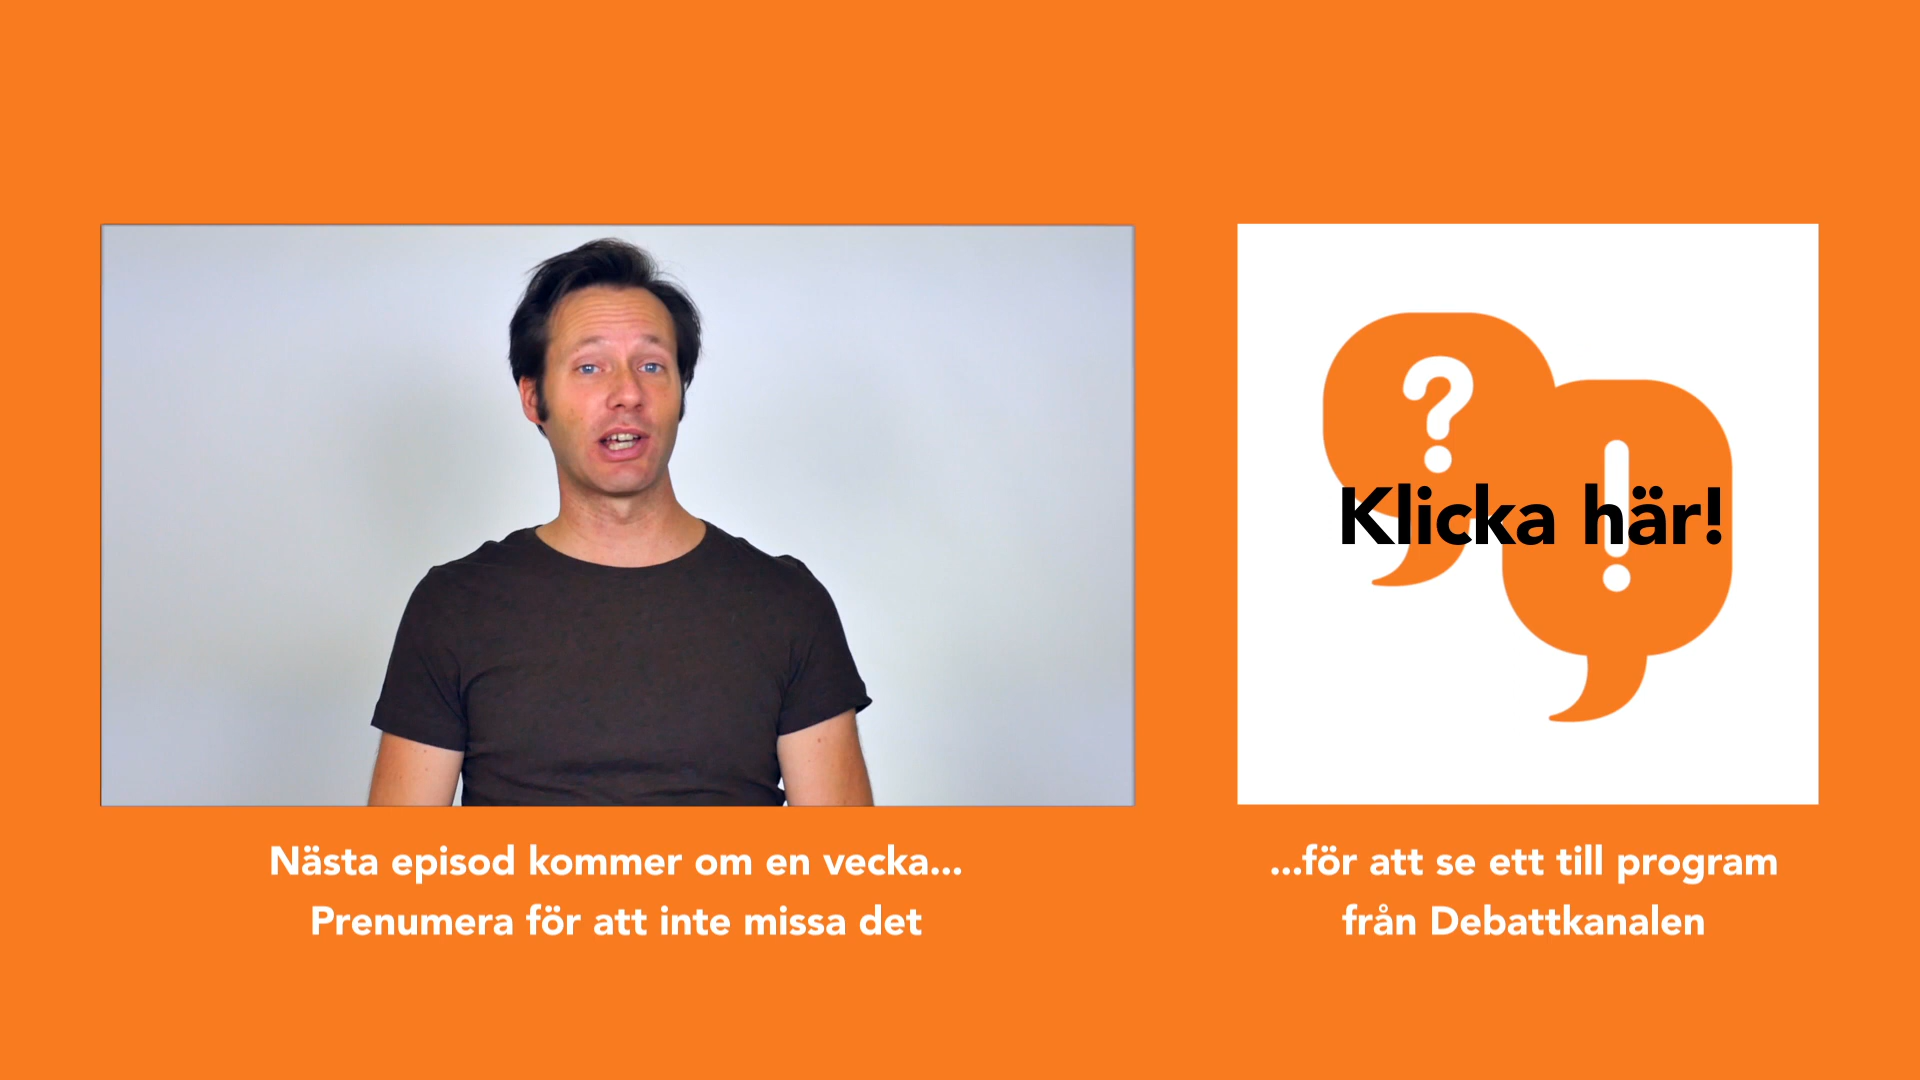 ?
!
Klicka här!
Nästa episod kommer om en vecka...
Prenumera för att inte missa det
...för att se ett till program
från Debattkanalen